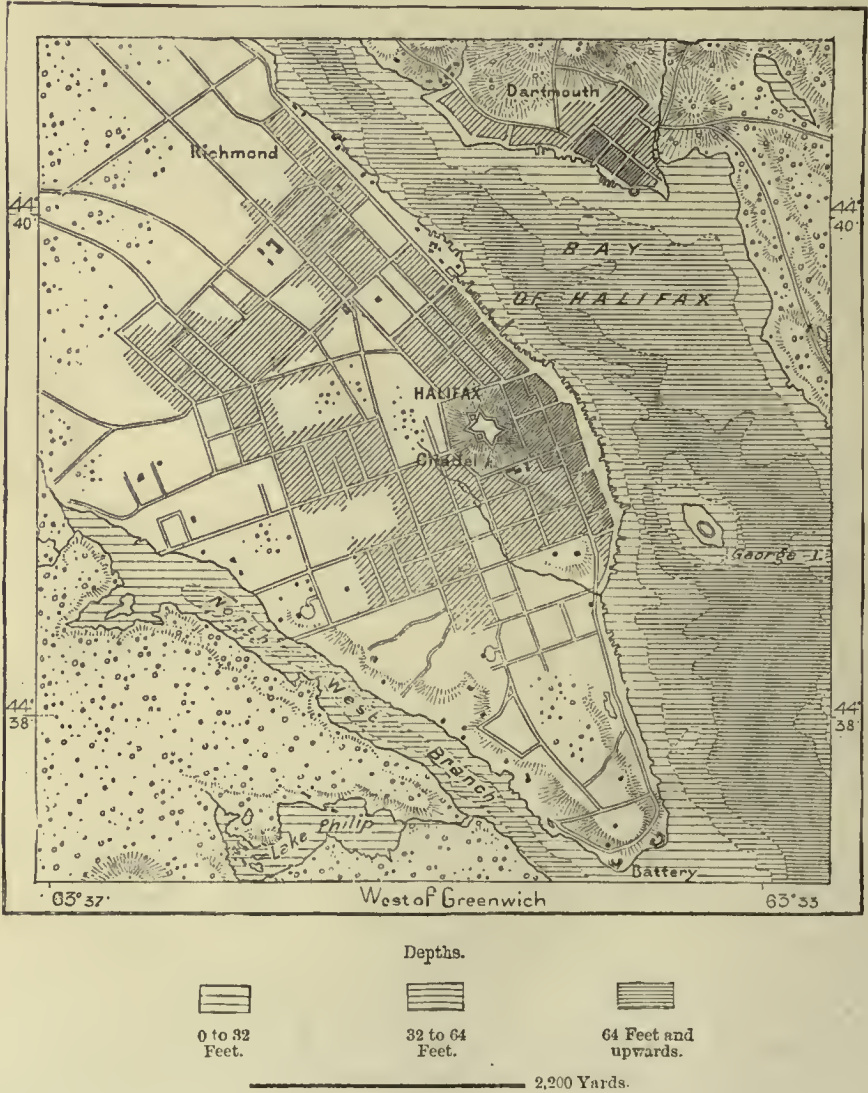 Dartmouth
Richmond
44°
40'
44°
40'
BAY
OF HALIFAX
HALIFAX
Citadel
George I.
44°
38'
44°
38'
North West Branch
Lake Philip
Battery
63°37'
West of Greenwich
63°33
Depths.
0 to 32
Feet.
32 to 64
Feet.
64 Feet and
upwards.
2,200 Yards.